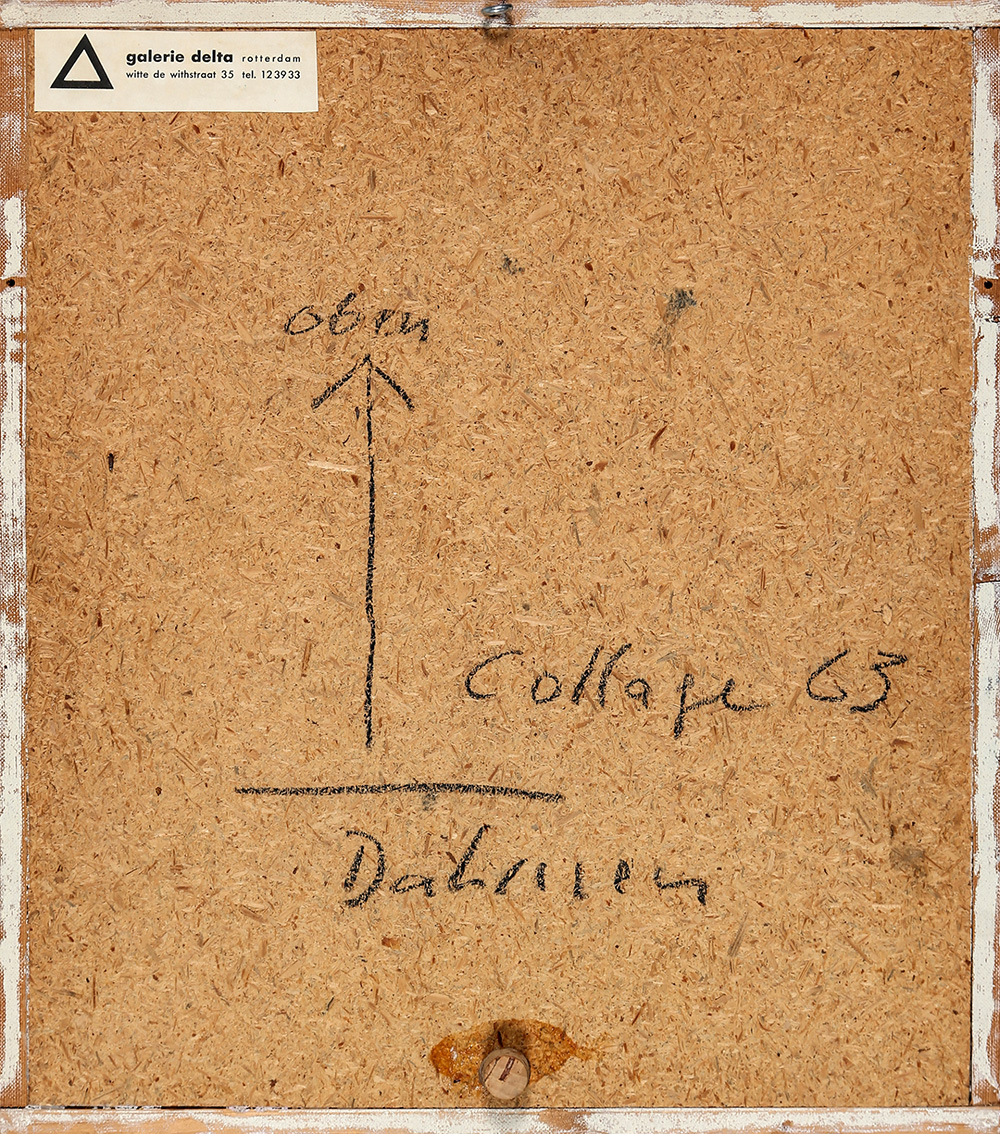 galerie delta rotterdam
witte de withstraat 35 tel. 123933
oben
Collage 63
Dahmen